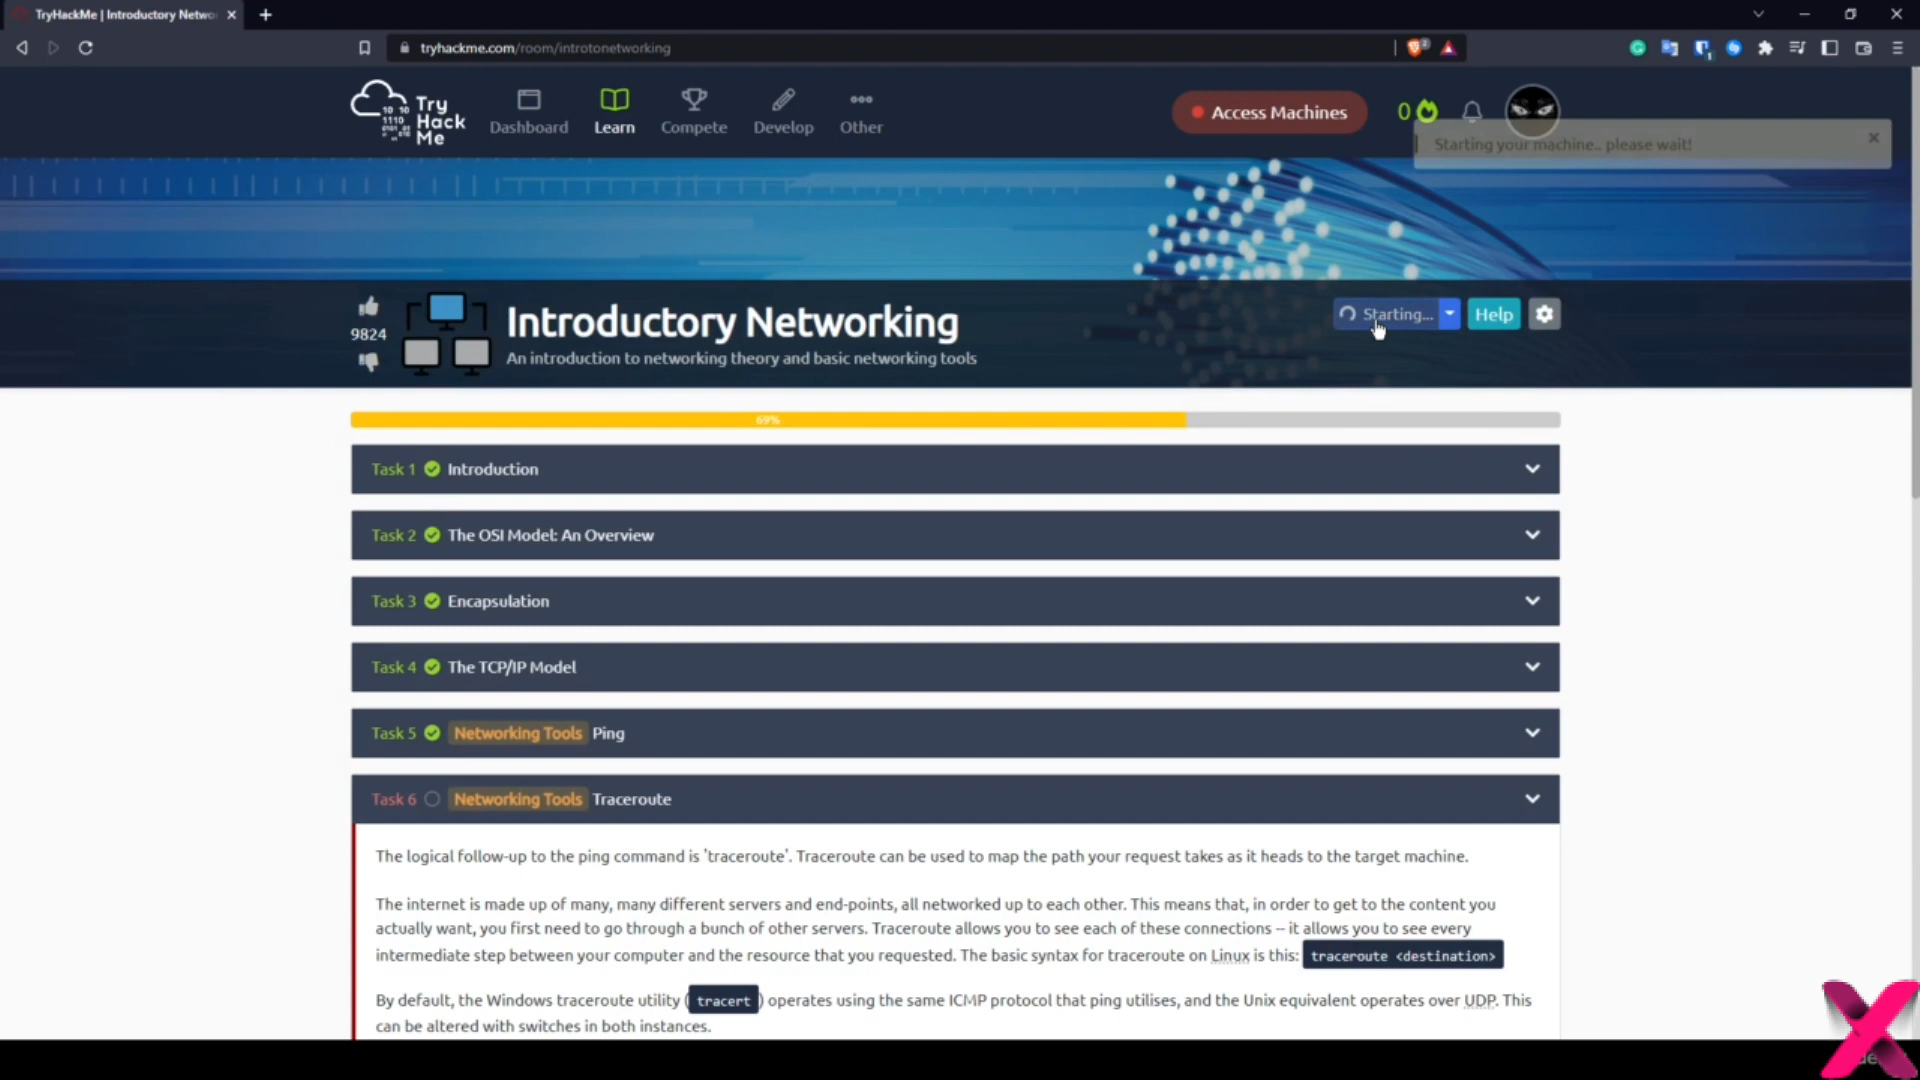 TryHackMe | Introductory Netwo
tryhackme.com/room/introtonetworking
Try
Hack
Me
10 10
1110
0101 01
Dashboard
Learn
Compete
Develop
Other
Access Machines
0
Starting your machine.. please wait!
9824
Introductory Networking
An introduction to networking theory and basic networking tools
Starting...
Help
69%
Task 1 Introduction
Task 2 The OSI Model: An Overview
Task 3 Encapsulation
Task 4 The TCP/IP Model
Task 5 Networking Tools Ping
Task 6 Networking Tools Traceroute
The logical follow-up to the ping command is 'traceroute'. Traceroute can be used to map the path your request takes as it heads to the target machine.
The internet is made up of many, many different servers and end-points, all networked up to each other. This means that, in order to get to the content you
actually want, you first need to go through a bunch of other servers. Traceroute allows you to see each of these connections -- it allows you to see every
intermediate step between your computer and the resource that you requested. The basic syntax for traceroute on Linux is this: traceroute <destination>
By default, the Windows traceroute utility (tracert) operates using the same ICMP protocol that ping utilises, and the Unix equivalent operates over UDP. This
can be altered with switches in both instances.
X